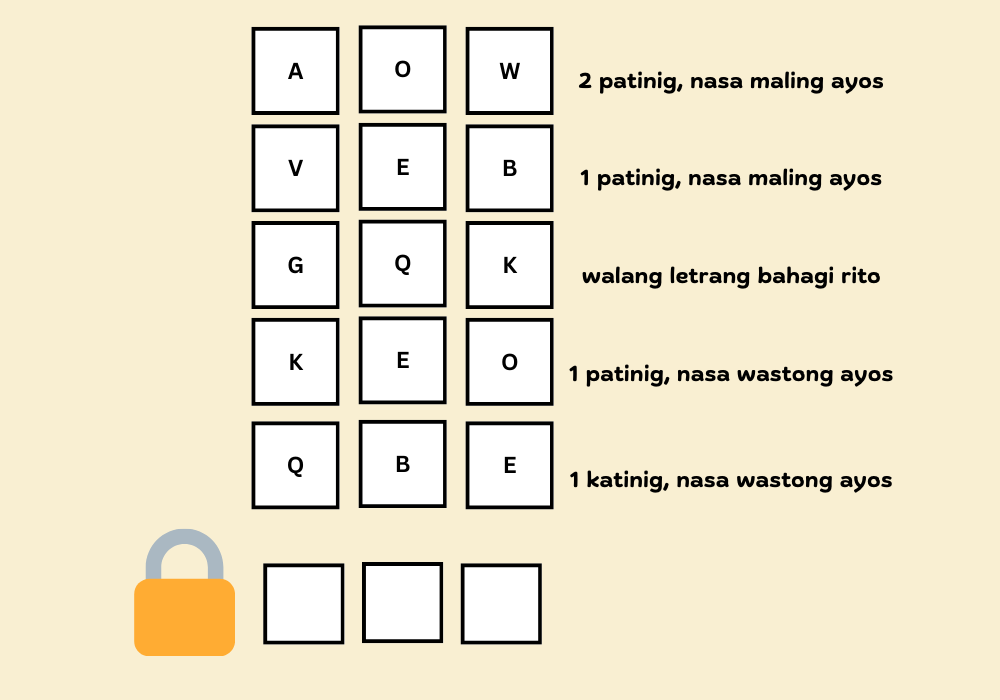 A O W 2 patinig, nasa maling ayos
V E B 1 patinig, nasa maling ayos
G Q K walang letrang bahagi rito
K E O 1 patinig, nasa wastong ayos
Q B E 1 katinig, nasa wastong ayos